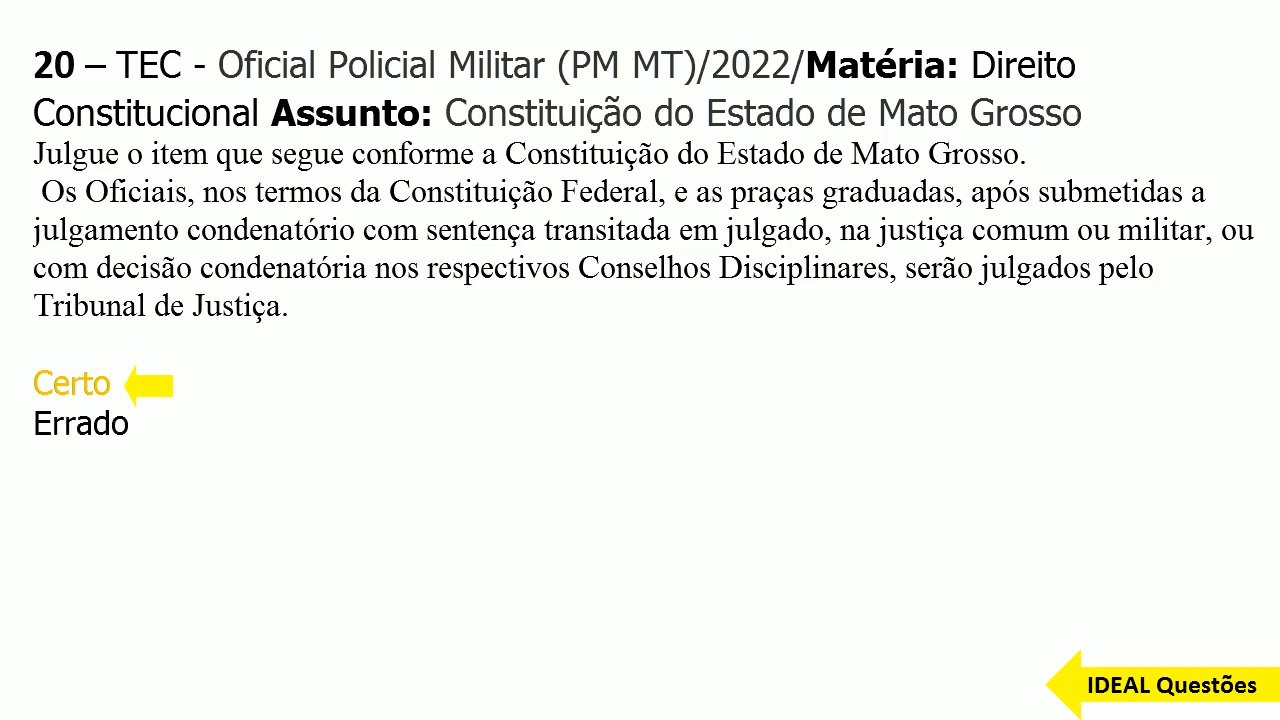 20 – TEC - Oficial Policial Militar (PM MT)/2022/Matéria: Direito
Constitucional Assunto: Constituição do Estado de Mato Grosso
Julgue o item que segue conforme a Constituição do Estado de Mato Grosso.
Os Oficiais, nos termos da Constituição Federal, e as praças graduadas, após submetidas a
julgamento condenatório com sentença transitada em julgado, na justiça comum ou militar, ou
com decisão condenatória nos respectivos Conselhos Disciplinares, serão julgados pelo
Tribunal de Justiça.
Certo
Errado
IDEAL Questões